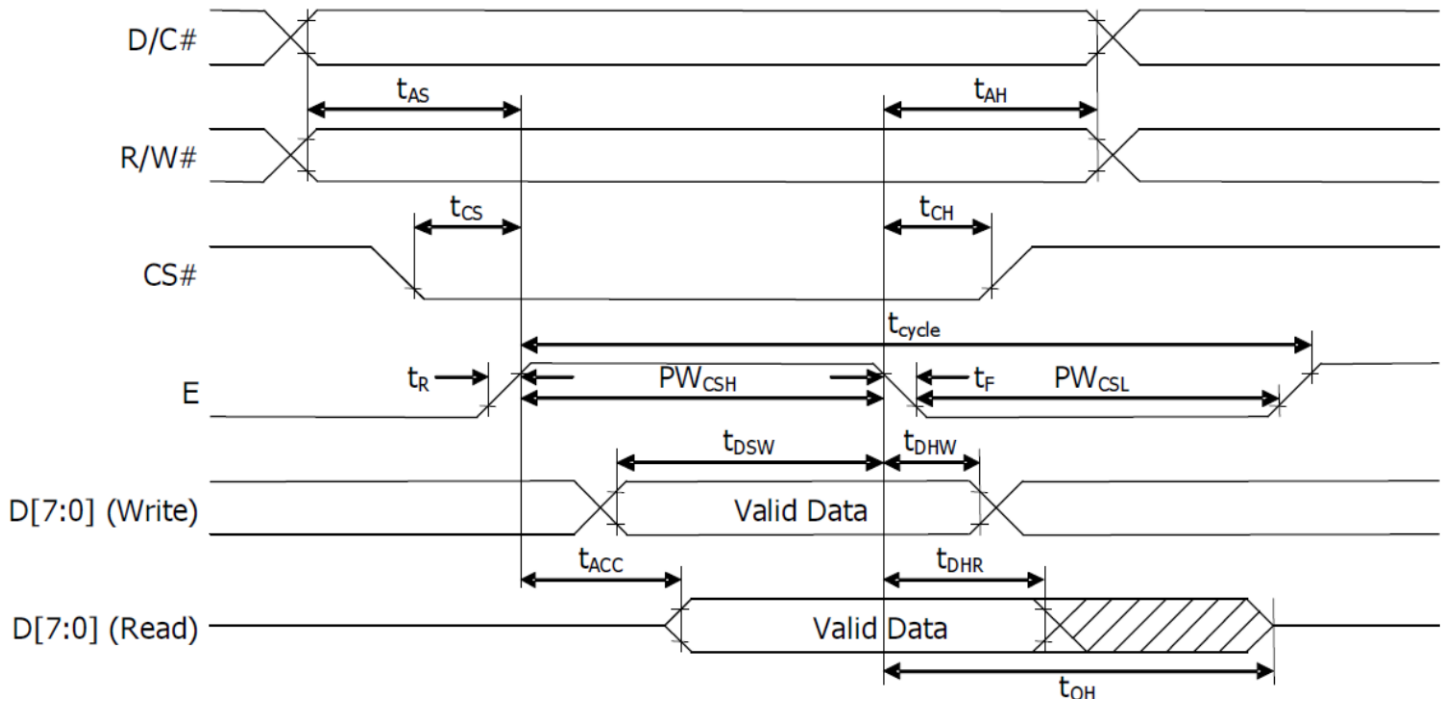 D/C#
tAS
tAH
R/W#
tCS
tCH
CS#
tcycle
tR
PWCSH
tF
PWCSL
E
tDSW
tDHW
D[7:0] (Write)
Valid Data
tACC
tDHR
D[7:0] (Read)
Valid Data
tOH